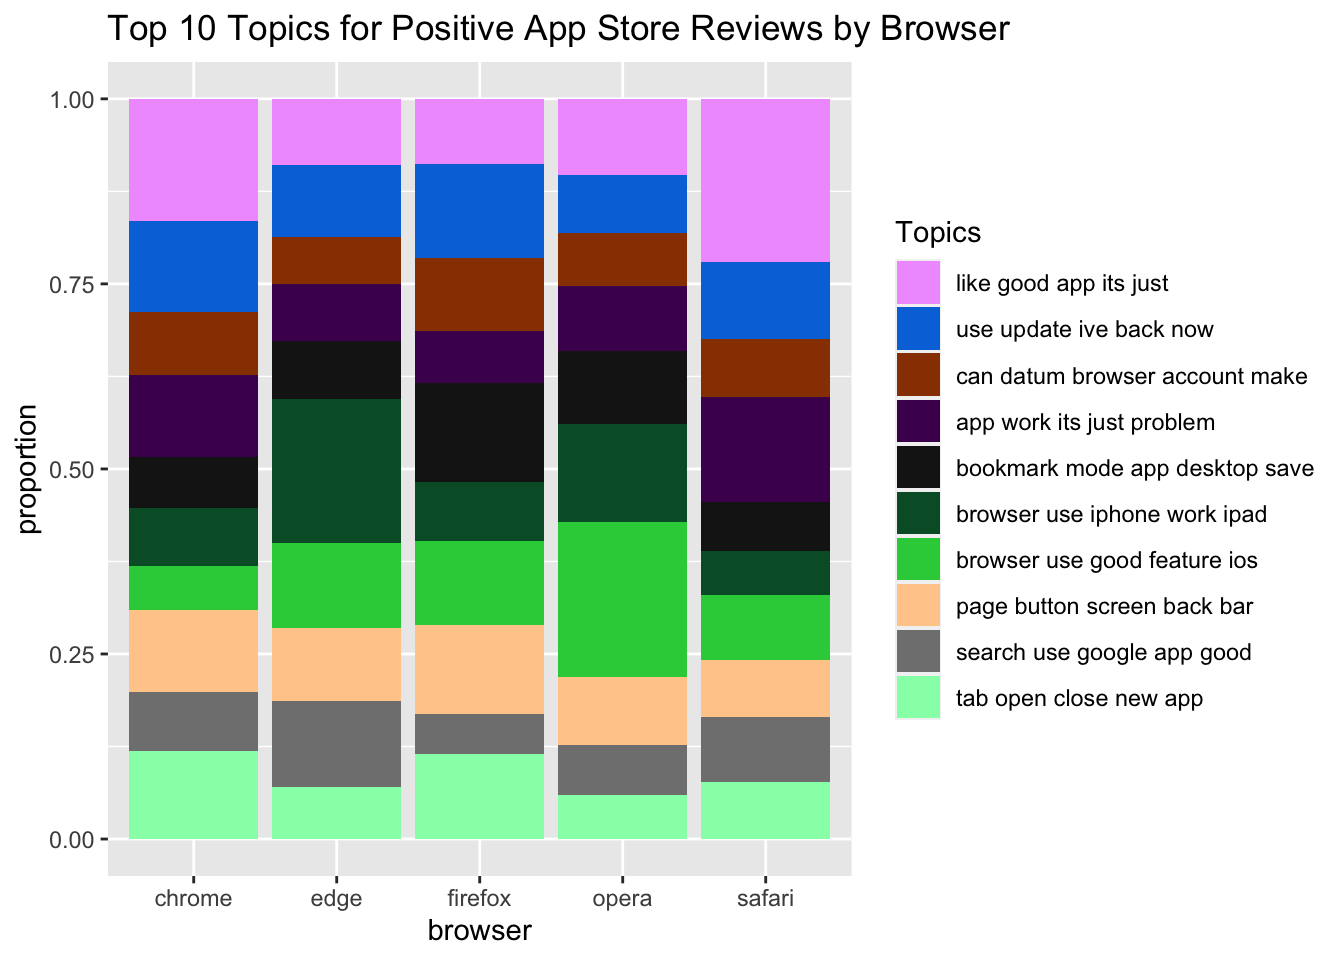 Top 10 Topics for Positive App Store Reviews by Browser
1.00
0.75
0.50
0.25
0.00
proportion
chrome edge firefox opera safari
browser
Topics
like good app its just
use update ive back now
can datum browser account make
app work its just problem
bookmark mode app desktop save
browser use iphone work ipad
browser use good feature ios
page button screen back bar
search use google app good
tab open close new app